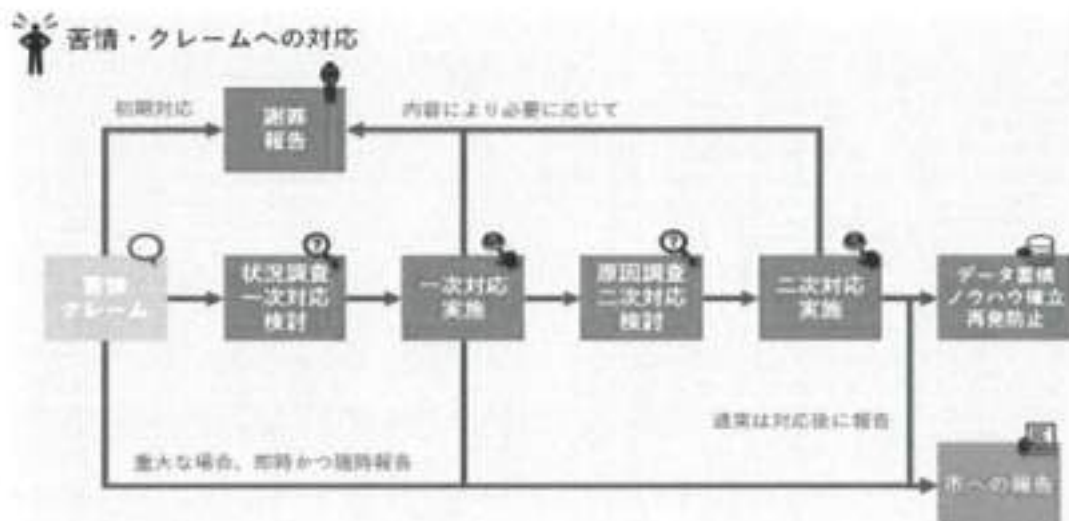 苦情・クレームへの対応
初期対応
謝罪
報告
内容により必要に応じて
苦情
クレーム
状況調査
一次対応
検討
一次対応
実施
原因調査
二次対応
検討
二次対応
実施
データ蓄積
ノウハウ確立
再発防止
通常は対応後に報告
重大な場合、即時かつ随時報告
市への報告